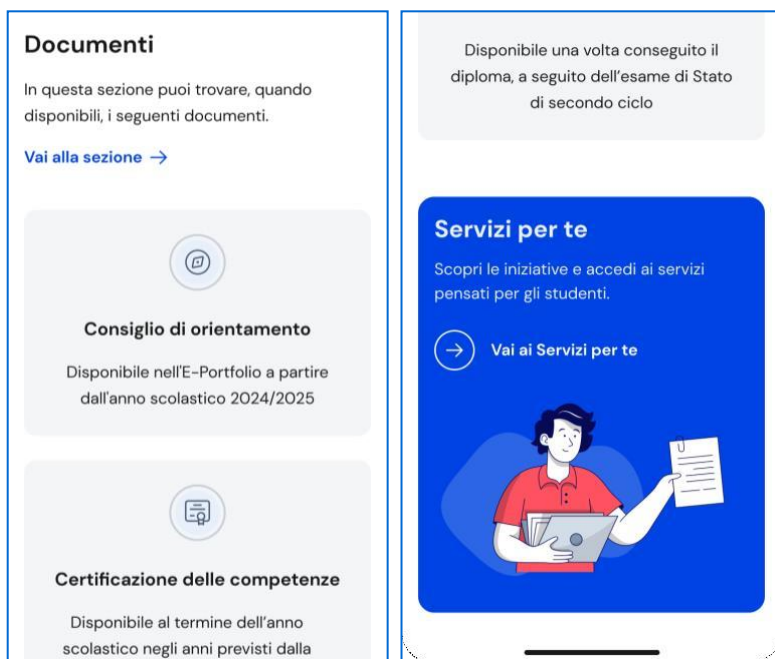 Documenti
In questa sezione puoi trovare, quando
disponibili, i seguenti documenti.
Vai alla sezione →
Consiglio di orientamento
Disponibile nell'E-Portfolio a partire
dall'anno scolastico 2024/2025
Certificazione delle competenze
Disponibile al termine dell'anno
scolastico negli anni previsti dalla
Disponibile una volta conseguito il
diploma, a seguito dell'esame di Stato
di secondo ciclo
Servizi per te
Scopri le iniziative e accedi ai servizi
pensati per gli studenti.
Vai ai Servizi per te